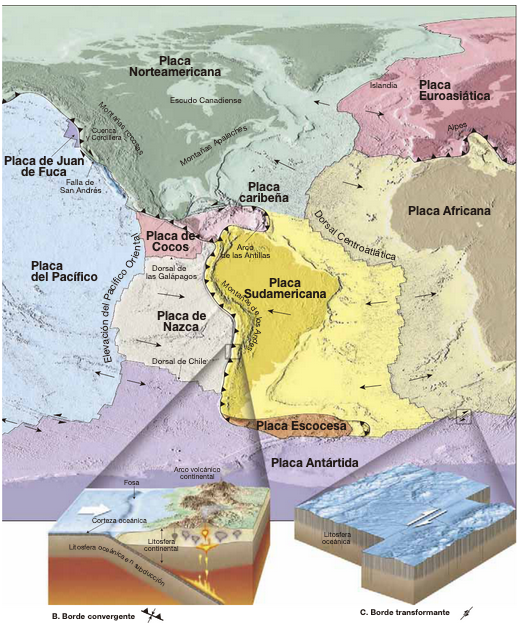 Placa
Norteamericana
Escudo Canadiense
Islandia
Placa
Euroasiática
Montañas rocosas
Cuenca
y Cordillera
Montañas Apalaches
Alpes
Placa de Juan
de Fuca
Falla de
San Andrés
Placa
caribeña
Placa Africana
Dorsal Centroatlática
Placa de
Cocos
Arco
de las Antillas
Placa
del Pacífico
Elevación del Pacífico Oriental
Dorsal de
las Galápagos
Placa
Sudamericana
Montañas de los Andes
Placa de
Nazca
Dorsal de Chile
Placa Escocesa
Placa Antártida
Arco volcánico
continental
Fosa
Corteza oceánica
Litosfera
continental
Litosfera oceánica en subducción
Litosfera
oceánica
B. Borde convergente
C. Borde transformante